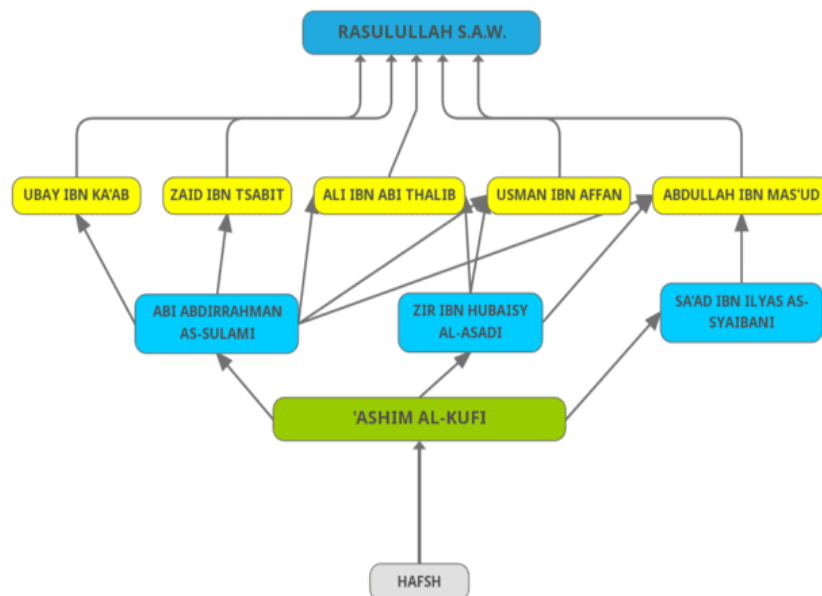 RASULULLAH S.A.W.
UBAY IBN KA'AB
ZAID IBN TSABIT
ALI IBN ABI THALIB
USMAN IBN AFFAN
ABDULLAH IBN MAS'UD
ABI ABDIRRAHMAN
AS-SULAMI
ZIR IBN HUBAISY
AL-ASADI
SA'AD IBN ILYAS AS-
SYAIBANI
'ASHIM AL-KUFI
HAFSH